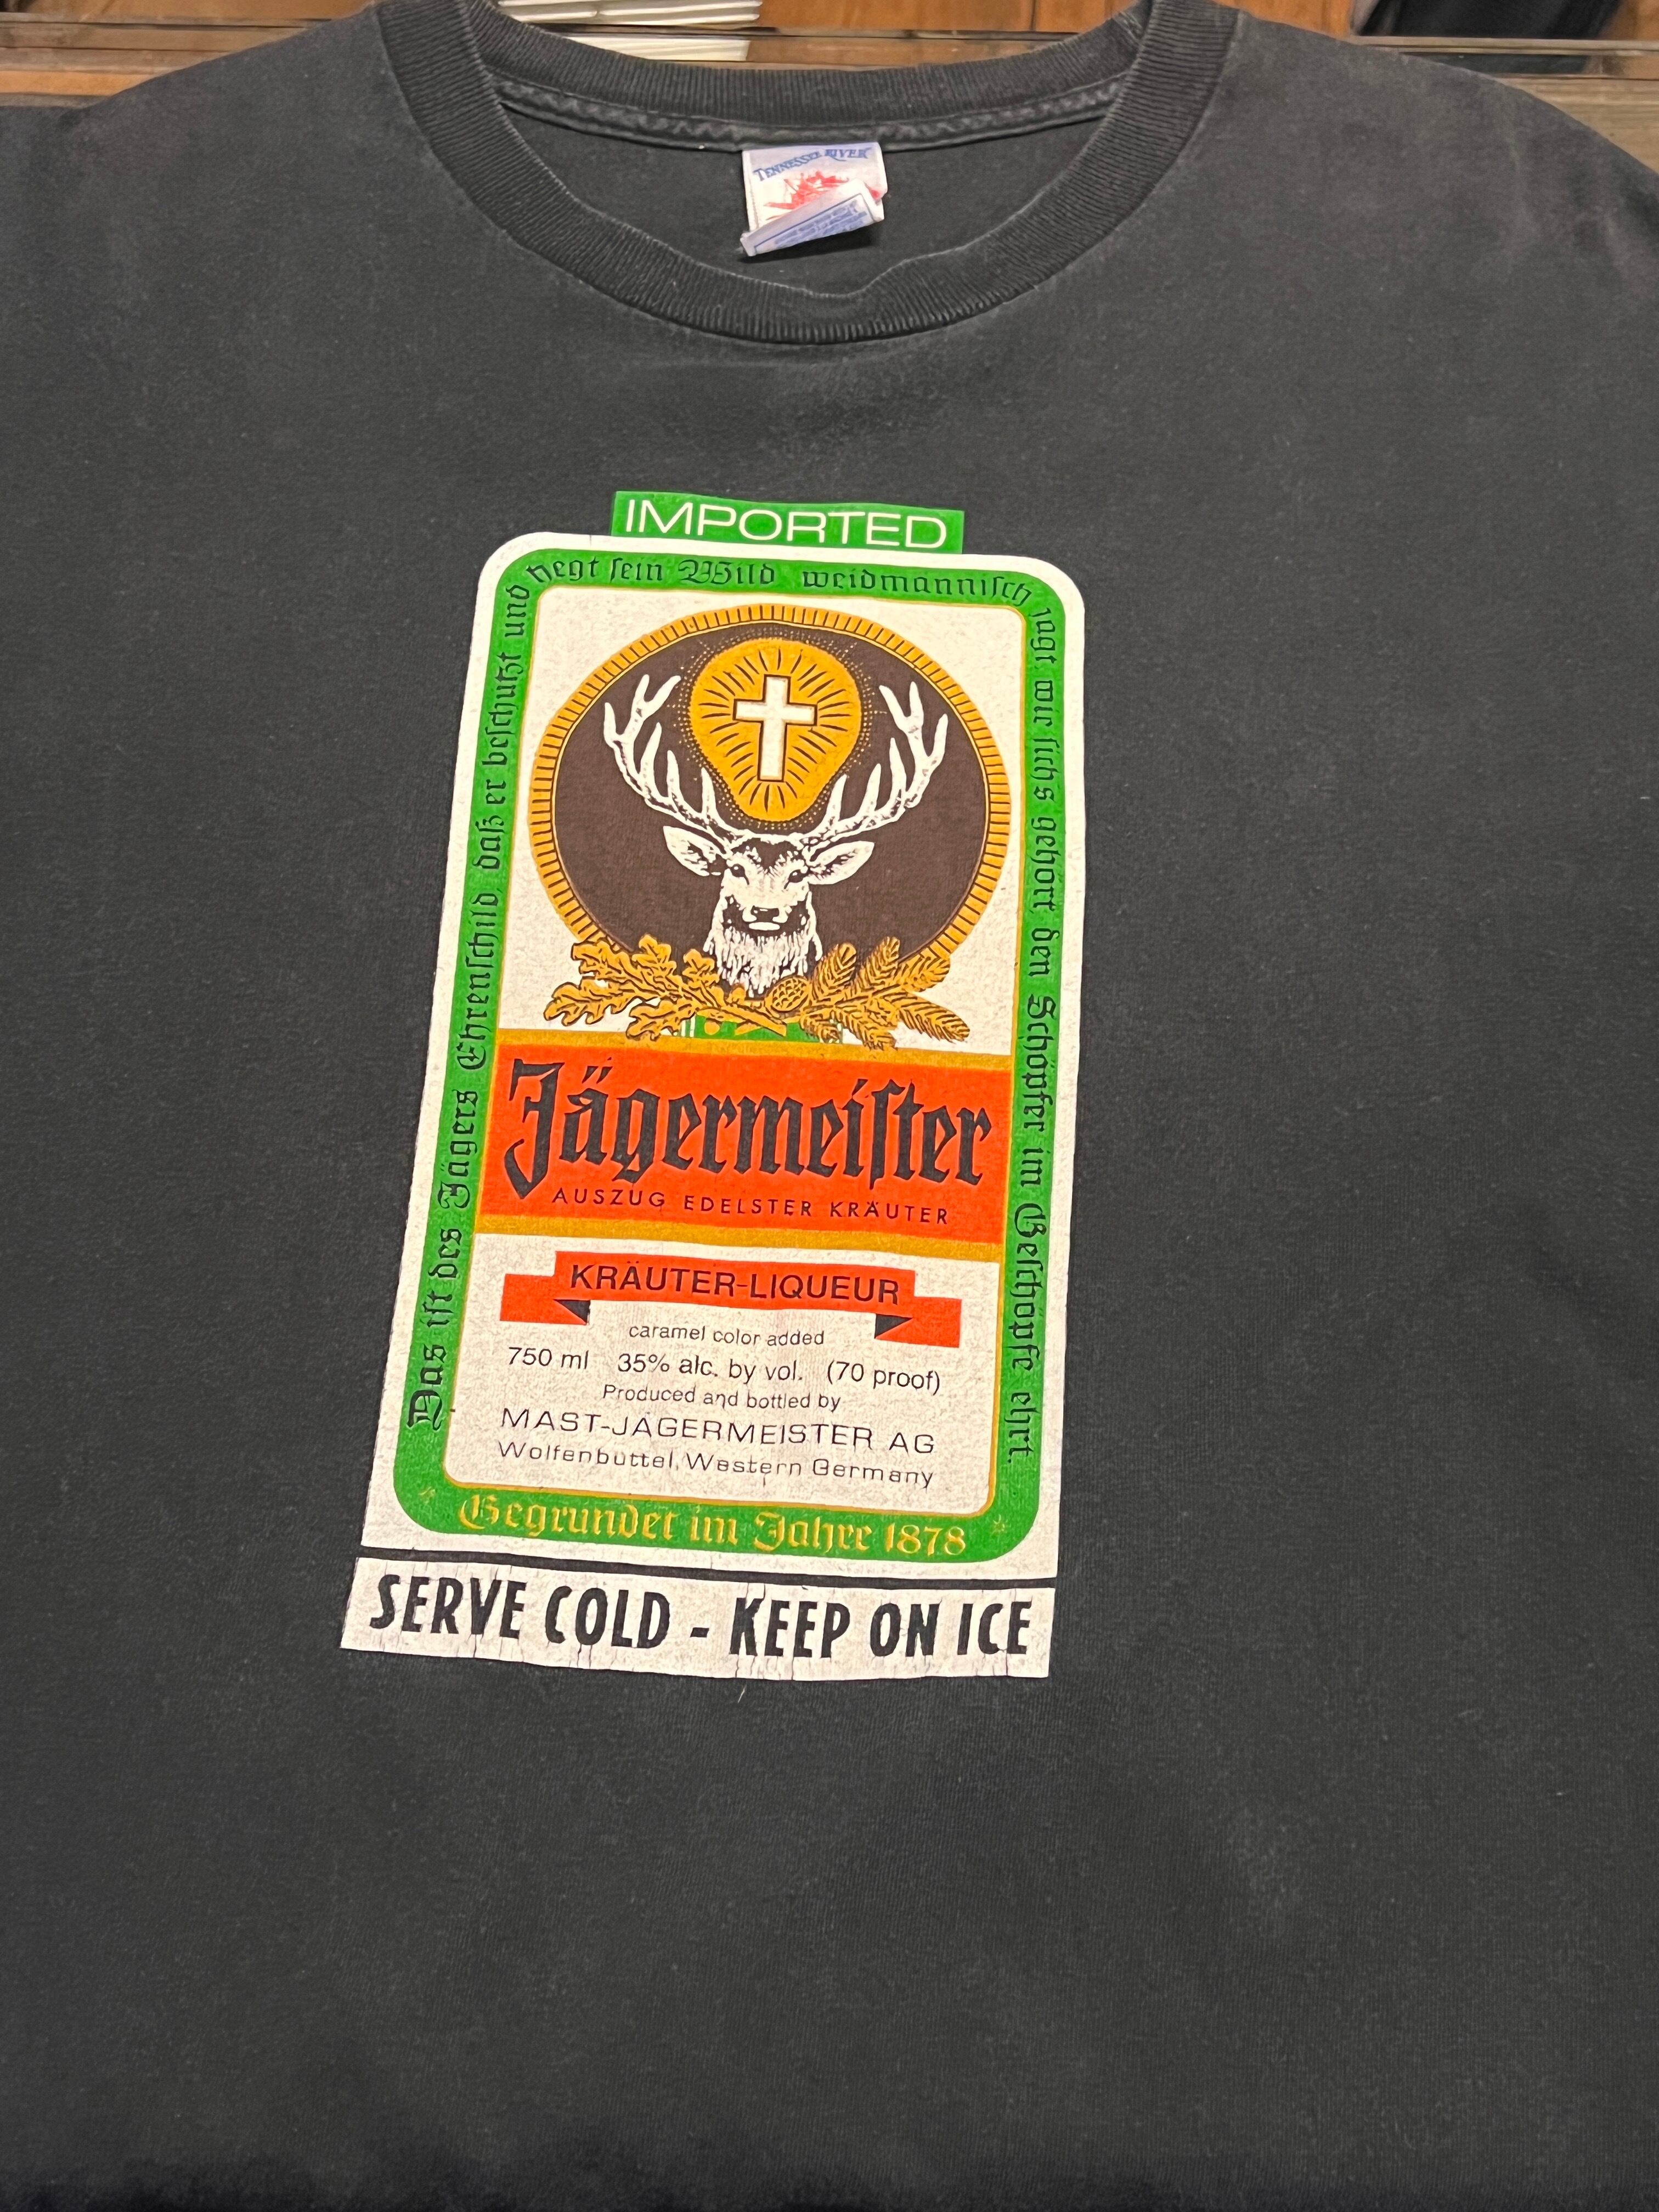 TENNESSEE RIVER
IMPORTED
Das iſt des Jägers Ehrenſchild, daß er beſchützt und hegt ſein Wild, weidmänniſch jagt, wie ſichs gehört, den Schöpfer im Geſchöpfe ehrt.
Jägermeiſter
AUSZUG EDELSTER KRÄUTER
KRÄUTER-LIQUEUR
caramel color added
750 ml 35% alc. by vol. (70 proof)
Produced and bottled by
MAST-JÄGERMEISTER AG
Wolfenbüttel, Western Germany
Gegründet im Jahre 1878
SERVE COLD - KEEP ON ICE